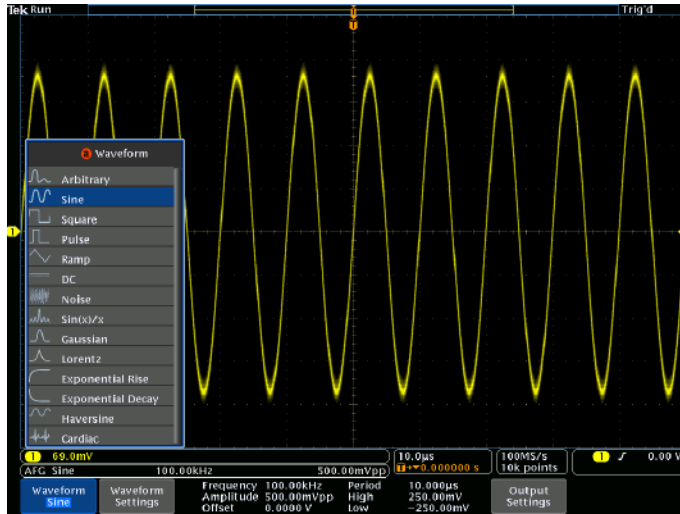 Tek Run Trig'd
T
T
a Waveform
Arbitrary
Sine
Square
Pulse
Ramp
DC
Noise
Sin(x)/x
Gaussian
Lorentz
Exponential Rise
Exponential Decay
Haversine
Cardiac
1
1 69.0mV 10.0µs 100MS/s 1 0.00 V
AFG Sine 100.00kHz 500.00mVpp T→▼0.000000 s 10k points
Waveform Sine
Waveform Settings
Frequency 100.00kHz Period 10.000µs
Amplitude 500.00mVpp High 250.00mV
Offset 0.0000 V Low −250.00mV
Output Settings